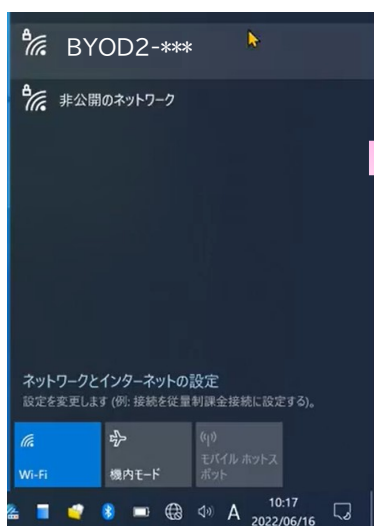 BYOD2-***
非公開のネットワーク
ネットワークとインターネットの設定
設定を変更します (例: 接続を従量制課金接続に設定する)。
Wi-Fi
機内モード
モバイル ホットス
ポット
A
10:17
2022/06/16